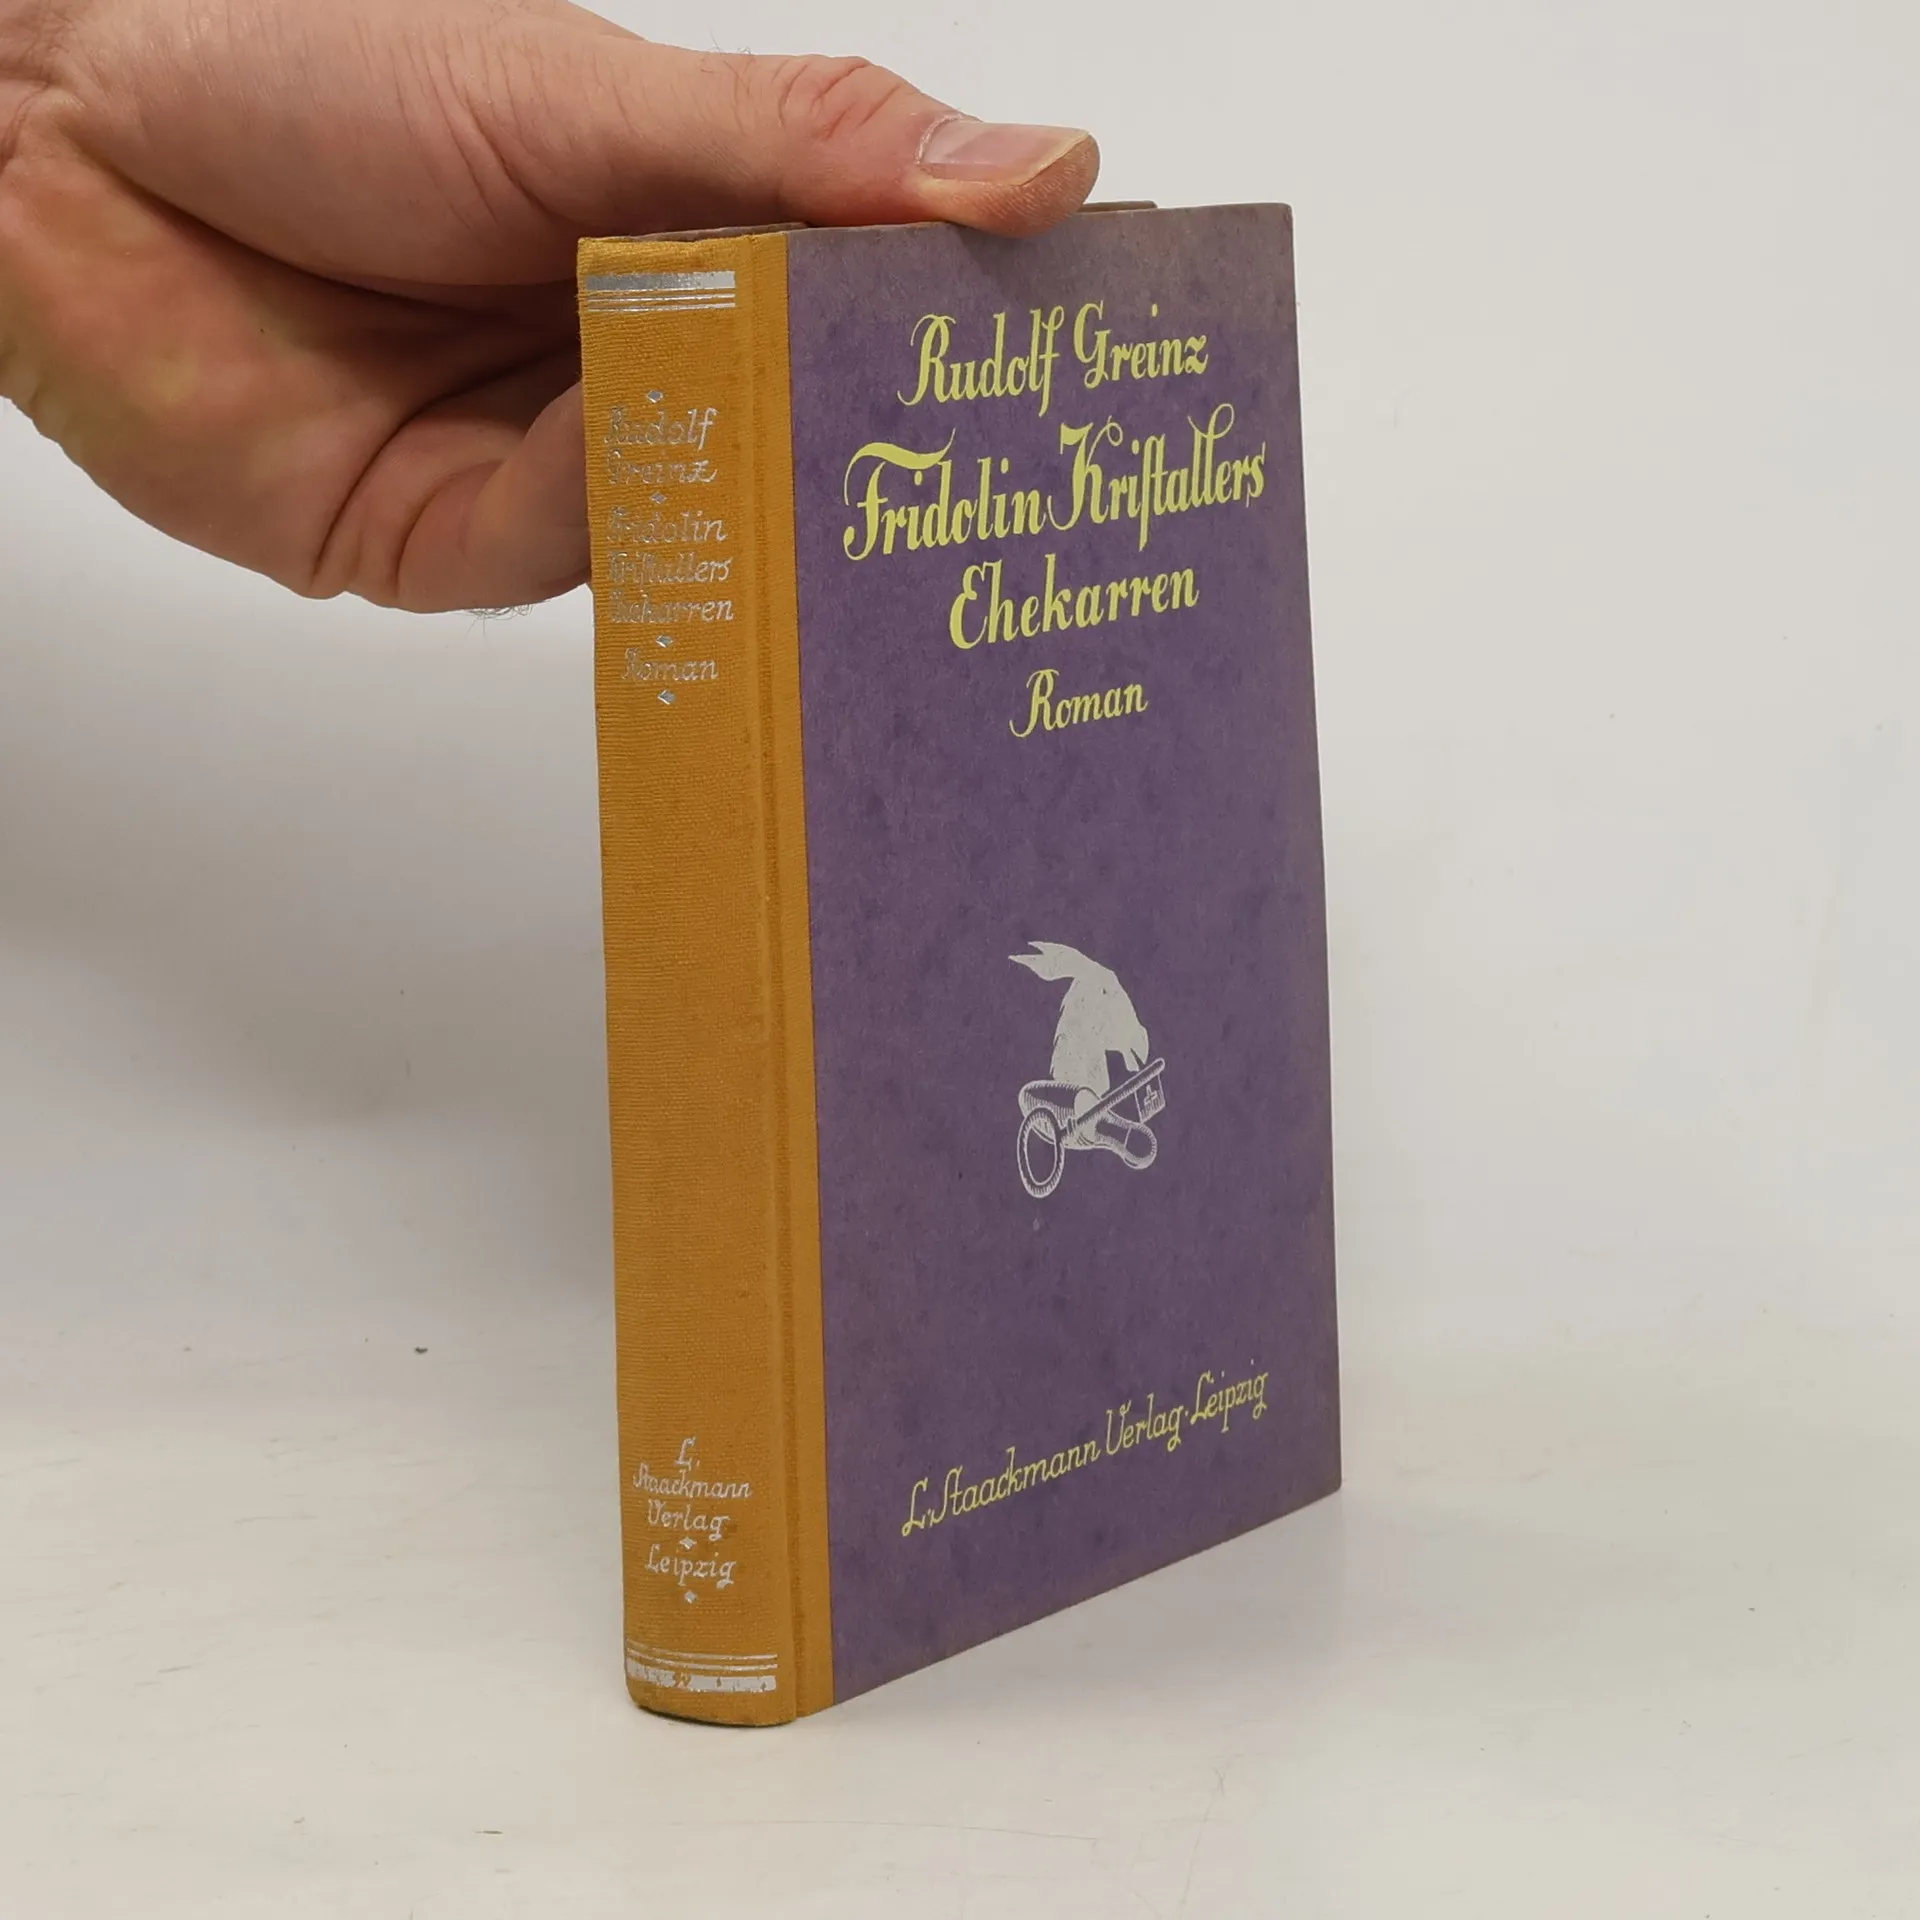 Rudolf
Greinz
Fridolin
Kriſtallers
Ehekarren
Roman
L.
Staackmann
Verlag
Leipzig
Rudolf Greinz
Fridolin Kriſtallers
Ehekarren
Roman
L. Staackmann Verlag · Leipzig